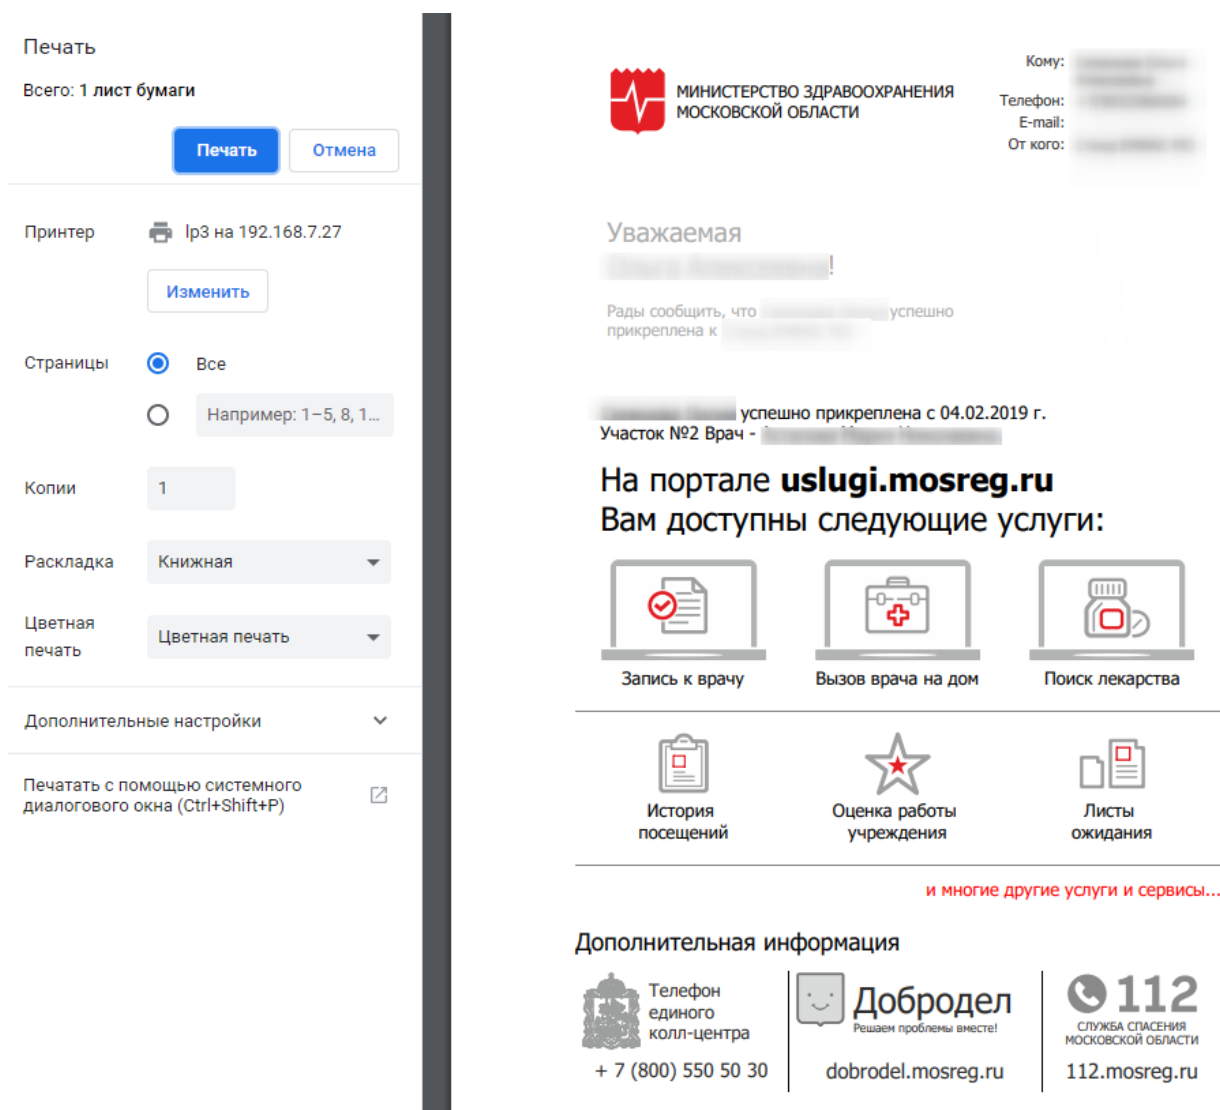 Печать
Всего: 1 лист бумаги
Печать
Отмена
Принтер
lp3 на 192.168.7.27
Изменить
Страницы
Все
Например: 1–5, 8, 1...
Копии
1
Раскладка
Книжная
Цветная
печать
Цветная печать
Дополнительные настройки
Печатать с помощью системного
диалогового окна (Ctrl+Shift+P)
МИНИСТЕРСТВО ЗДРАВООХРАНЕНИЯ
МОСКОВСКОЙ ОБЛАСТИ
Кому:
Телефон:
E-mail:
От кого:
Уважаемая
!
Рады сообщить, что успешно
прикреплена к
успешно прикреплена с 04.02.2019 г.
Участок №2 Врач -
На портале uslugi.mosreg.ru
Вам доступны следующие услуги:
Запись к врачу
Вызов врача на дом
Поиск лекарства
История
посещений
Оценка работы
учреждения
Листы
ожидания
и многие другие услуги и сервисы...
Дополнительная информация
Телефон
единого
колл-центра
+ 7 (800) 550 50 30
Добродел
Решаем проблемы вместе!
dobrodel.mosreg.ru
112
СЛУЖБА СПАСЕНИЯ
МОСКОВСКОЙ ОБЛАСТИ
112.mosreg.ru